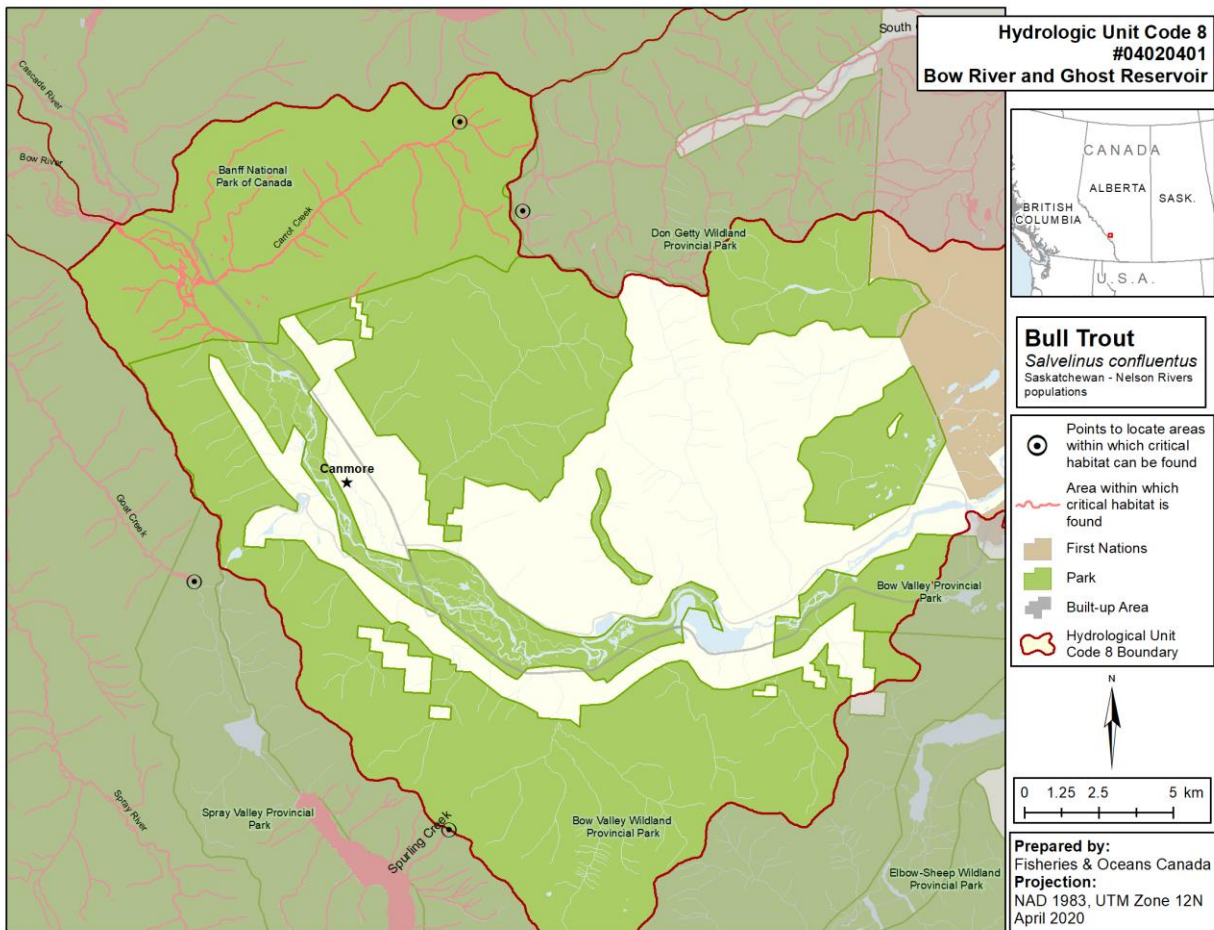 Hydrologic Unit Code 8
#04020401
Bow River and Ghost Reservoir
South
Cascade River
Bow River
Banff National
Park of Canada
Carrot Creek
Don Getty Wildland
Provincial Park
Canmore
Goat Creek
Bow Valley Provincial
Park
Spray River
Spray Valley Provincial
Park
Spurling Creek
Bow Valley Wildland
Provincial Park
Elbow-Sheep Wildland
Provincial Park
CANADA
ALBERTA
SASK.
BRITISH
COLUMBIA
U.S.A.
Bull Trout
Salvelinus confluentus
Saskatchewan - Nelson Rivers
populations
Points to locate areas
within which critical
habitat can be found
Area within which
critical habitat is
found
First Nations
Park
Built-up Area
Hydrological Unit
Code 8 Boundary
N
0 1.25 2.5 5 km
Prepared by:
Fisheries & Oceans Canada
Projection:
NAD 1983, UTM Zone 12N
April 2020